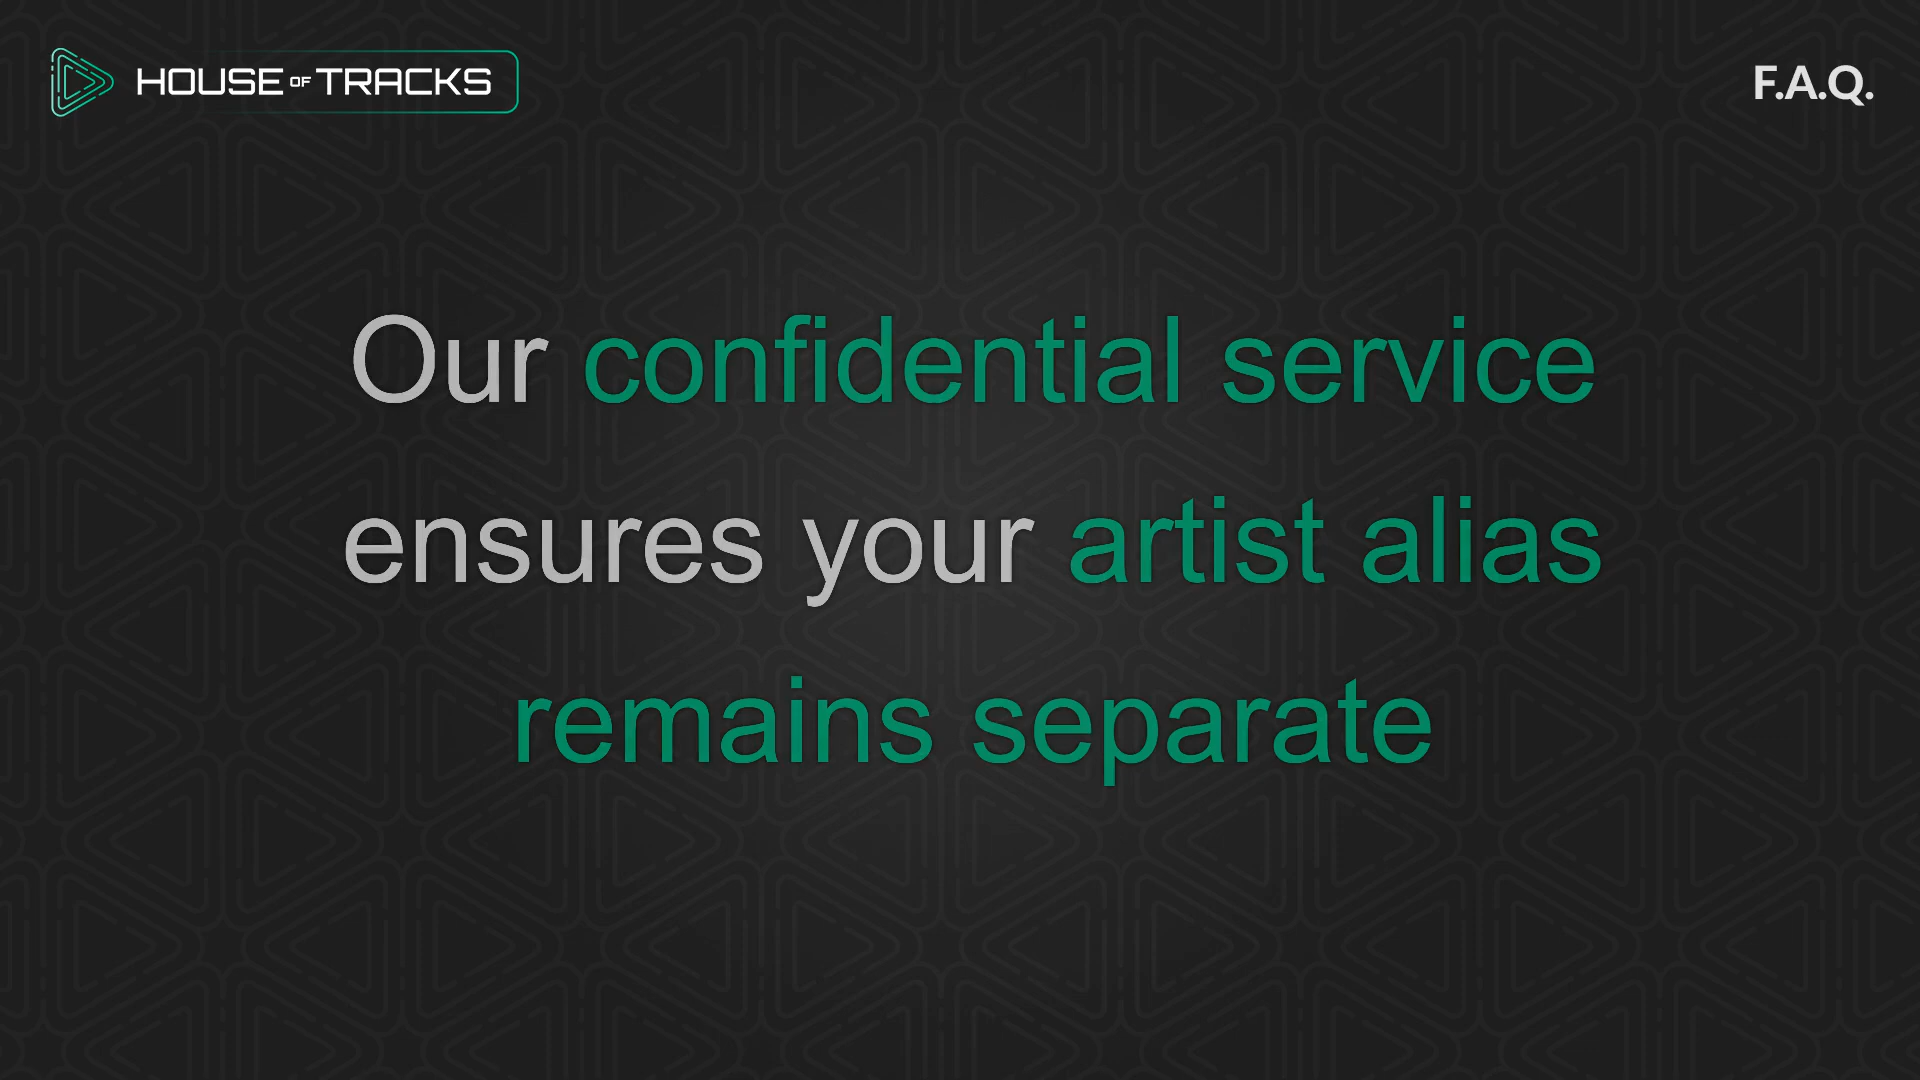 HOUSE OF TRACKS
F.A.Q.
Our confidential service
ensures your artist alias
remains separate